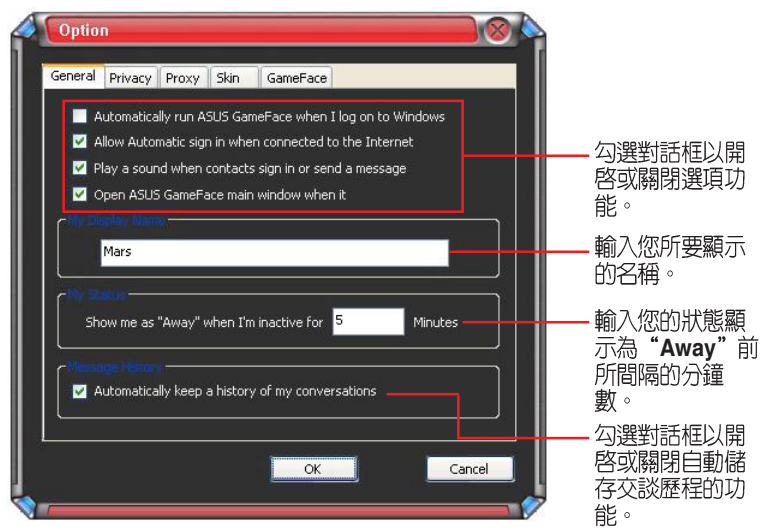 Option
General Privacy Proxy Skin GameFace
Automatically run ASUS GameFace when I log on to Windows
Allow Automatic sign in when connected to the Internet
Play a sound when contacts sign in or send a message
Open ASUS GameFace main window when it
My Display Name
Mars
My Status
Show me as "Away" when I'm inactive for 5 Minutes
Message History
Automatically keep a history of my conversations
OK Cancel
勾選對話框以開
啟或關閉選項功
能。
輸入您所要顯示
的名稱。
輸入您的狀態顯
示為“Away”前
所間隔的分鐘
數。
勾選對話框以開
啟或關閉自動儲
存交談歷程的功
能。